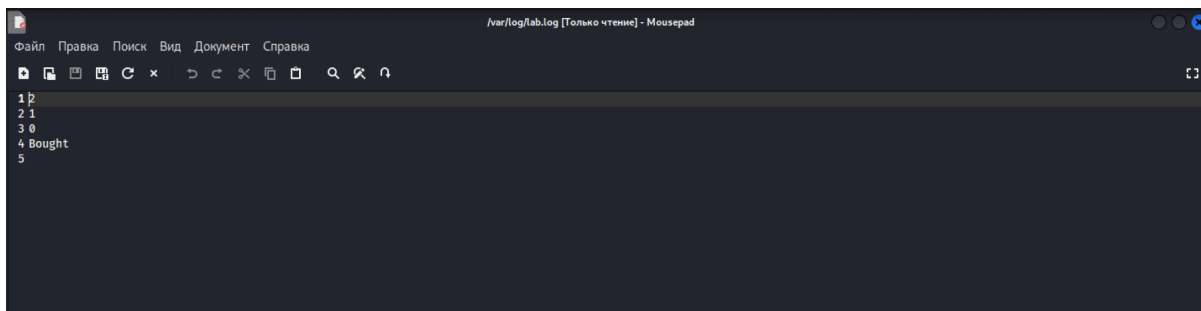 /var/log/lab.log [Только чтение] - Mousepad
Файл Правка Поиск Вид Документ Справка
1 2
2 1
3 0
4 Bought
5